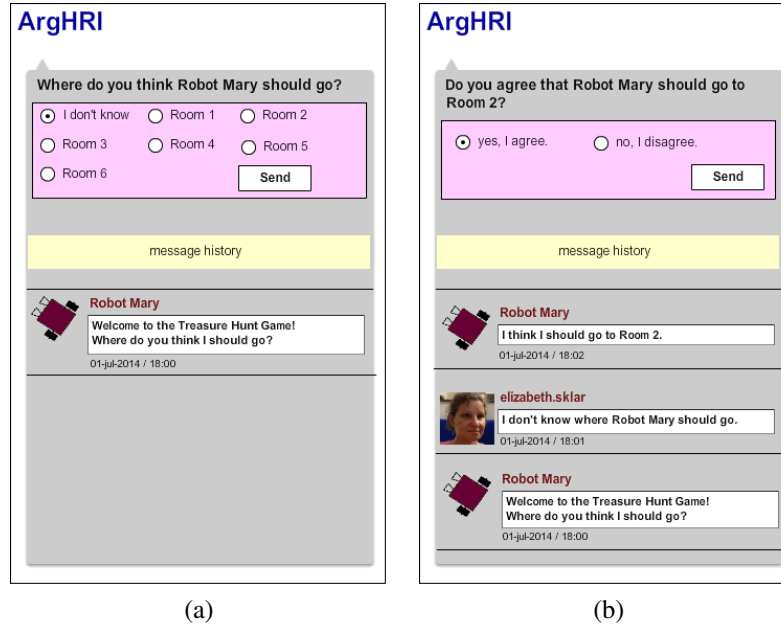 ArgHRI
Where do you think Robot Mary should go?
I don't know Room 1 Room 2
Room 3 Room 4 Room 5
Room 6 Send
message history
Robot Mary
Welcome to the Treasure Hunt Game!
Where do you think I should go?
01-jul-2014 / 18:00
(a)
ArgHRI
Do you agree that Robot Mary should go to
Room 2?
yes, I agree. no, I disagree.
Send
message history
Robot Mary
I think I should go to Room 2.
01-jul-2014 / 18:02
elizabeth.sklar
I don't know where Robot Mary should go.
01-jul-2014 / 18:01
Robot Mary
Welcome to the Treasure Hunt Game!
Where do you think I should go?
01-jul-2014 / 18:00
(b)